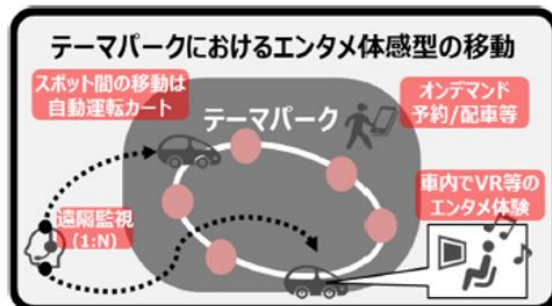 テーマパークにおけるエンタメ体感型の移動
スポット間の移動は
自動運転カート
テーマパーク
オンデマンド
予約/配車等
遠隔監視
(1:N)
車内でVR等の
エンタメ体験